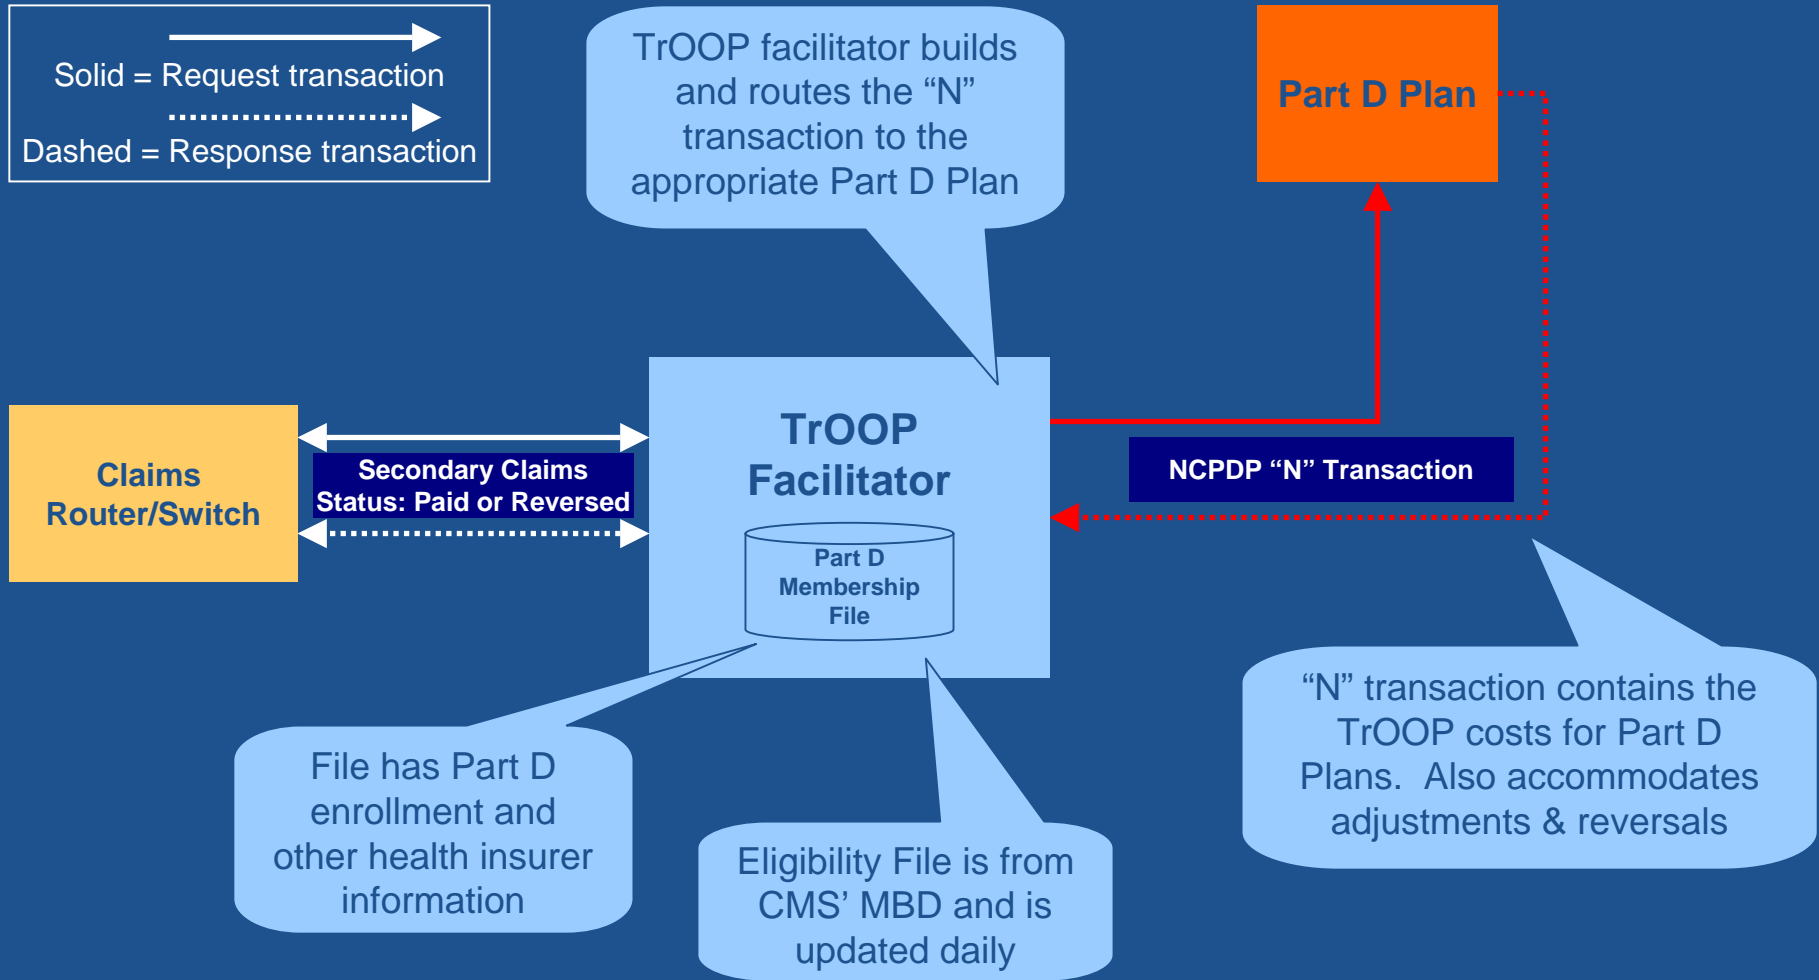 Solid = Request transaction
Dashed = Response transaction
TrOOP facilitator builds
and routes the “N”
transaction to the
appropriate Part D Plan
Part D Plan
Claims
Router/Switch
Secondary Claims
Status: Paid or Reversed
TrOOP
Facilitator
Part D
Membership
File
NCPDP “N” Transaction
File has Part D
enrollment and
other health insurer
information
Eligibility File is from
CMS’ MBD and is
updated daily
“N” transaction contains the
TrOOP costs for Part D
Plans.  Also accommodates
adjustments & reversals